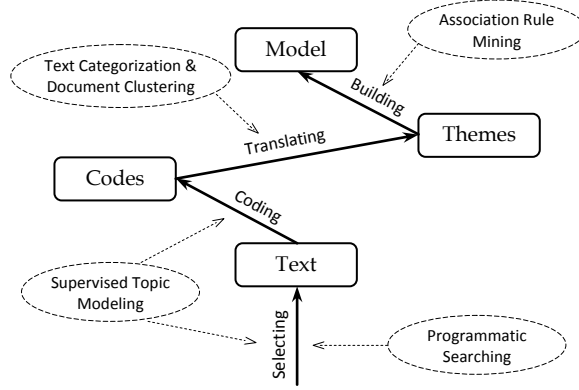 Association Rule
Mining
Model
Text Categorization &
Document Clustering
Building
Translating
Themes
Codes
Coding
Text
Supervised Topic
Modeling
Selecting
Programmatic
Searching